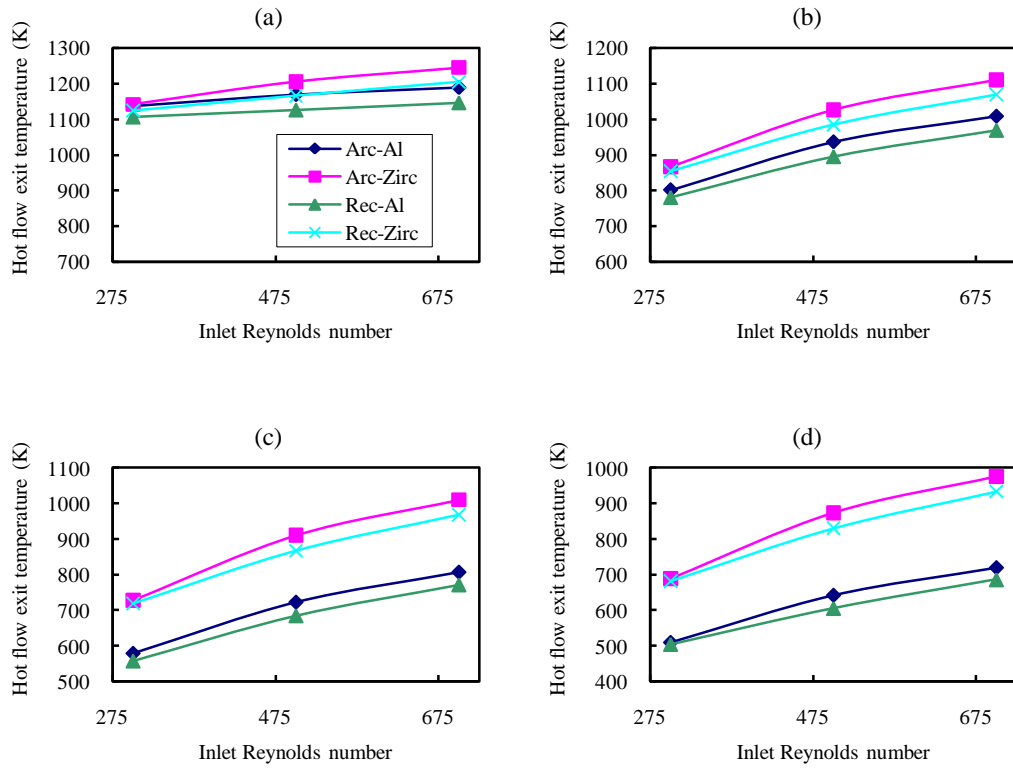 (a)
Hot flow exit temperature (K)
1300
1200
1100
1000
900
800
700
Arc-Al
Arc-Zirc
Rec-Al
Rec-Zirc
275
475
675
Inlet Reynolds number
(b)
Hot flow exit temperature (K)
1200
1100
1000
900
800
700
600
275
475
675
Inlet Reynolds number
(c)
Hot flow exit temperature (K)
1100
1000
900
800
700
600
500
275
475
675
Inlet Reynolds number
(d)
Hot flow exit temperature (K)
1000
900
800
700
600
500
400
275
475
675
Inlet Reynolds number